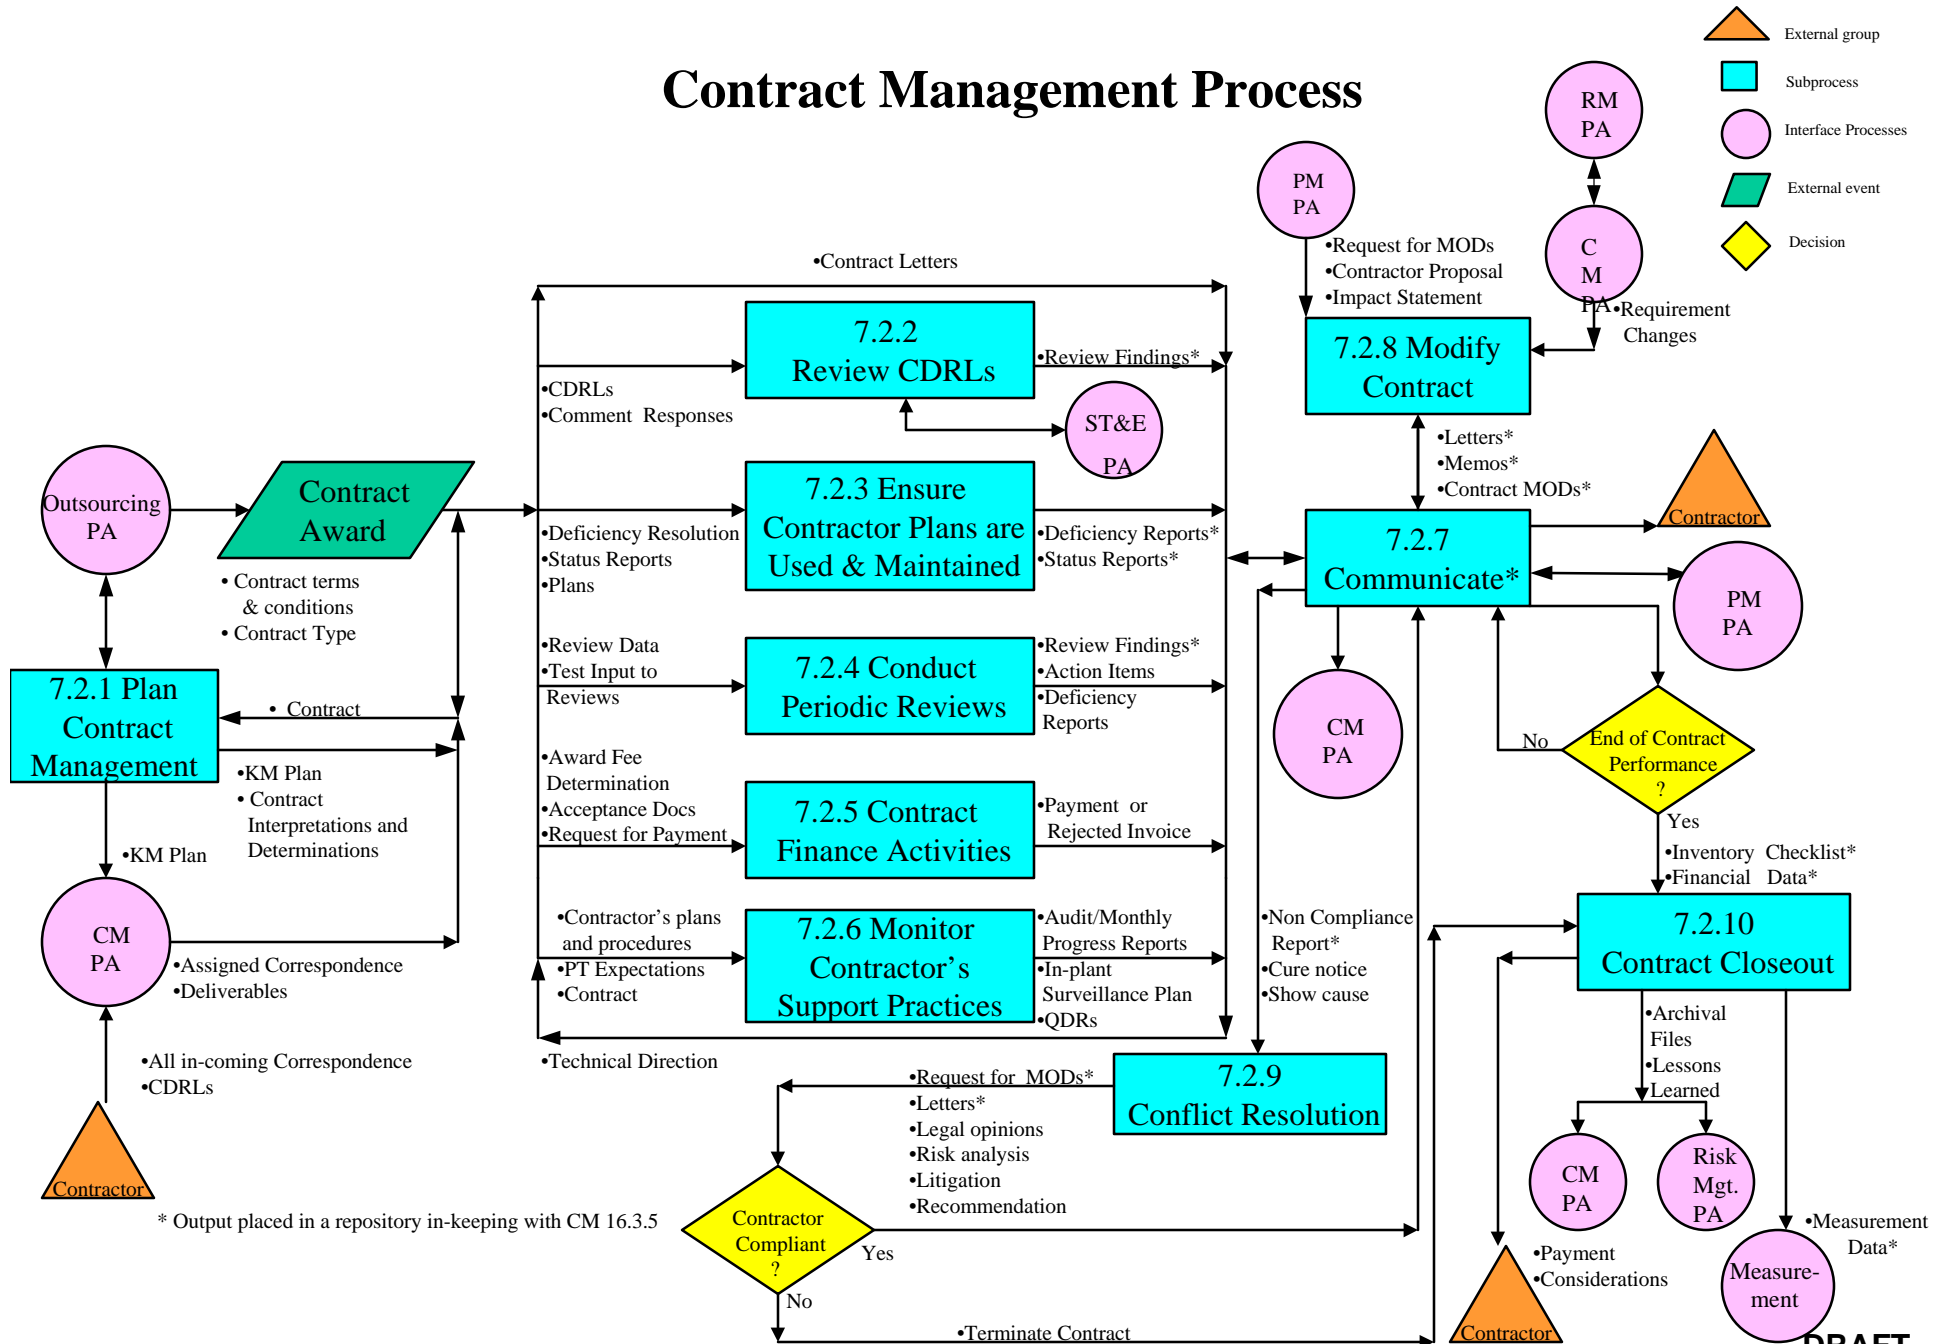 Contract Management Process
External group
Subprocess
Interface Processes
External event
Decision
RM
PA
C
M
PA
•Requirement
Changes
PM
PA
•Request for MODs
•Contractor Proposal
•Impact Statement
7.2.8 Modify
Contract
•Letters*
•Memos*
•Contract MODs*
•Contract Letters
7.2.2
Review CDRLs
•CDRLs
•Comment Responses
•Review Findings*
ST&E
PA
Outsourcing
PA
Contract
Award
• Contract terms
& conditions
• Contract Type
7.2.3 Ensure
Contractor Plans are
Used & Maintained
•Deficiency Resolution
•Status Reports
•Plans
•Deficiency Reports*
•Status Reports*
7.2.7
Communicate*
Contractor
PM
PA
7.2.1 Plan
Contract
Management
• Contract
•KM Plan
• Contract
Interpretations and
Determinations
•KM Plan
•Review Data
•Test Input to
Reviews
7.2.4 Conduct
Periodic Reviews
•Review Findings*
•Action Items
•Deficiency
Reports
CM
PA
No
End of Contract
Performance
?
Yes
•Award Fee
Determination
•Acceptance Docs
•Request for Payment
7.2.5 Contract
Finance Activities
•Payment or
Rejected Invoice
•Inventory Checklist*
•Financial Data*
CM
PA
•Assigned Correspondence
•Deliverables
•Contractor’s plans
and procedures
•PT Expectations
•Contract
7.2.6 Monitor
Contractor’s
Support Practices
•Audit/Monthly
Progress Reports
•In-plant
Surveillance Plan
•QDRs
•Non Compliance
Report*
•Cure notice
•Show cause
7.2.10
Contract Closeout
•Archival
Files
•Lessons
Learned
•All in-coming Correspondence
•CDRLs
•Technical Direction
Contractor
7.2.9
Conflict Resolution
•Request for MODs*
•Letters*
•Legal opinions
•Risk analysis
•Litigation
•Recommendation
CM
PA
Risk
Mgt.
PA
* Output placed in a repository in-keeping with CM 16.3.5
Contractor
Compliant
?
Yes
No
•Terminate Contract
•Payment
•Considerations
Contractor
•Measurement
Data*
Measure-
ment
DRAFT